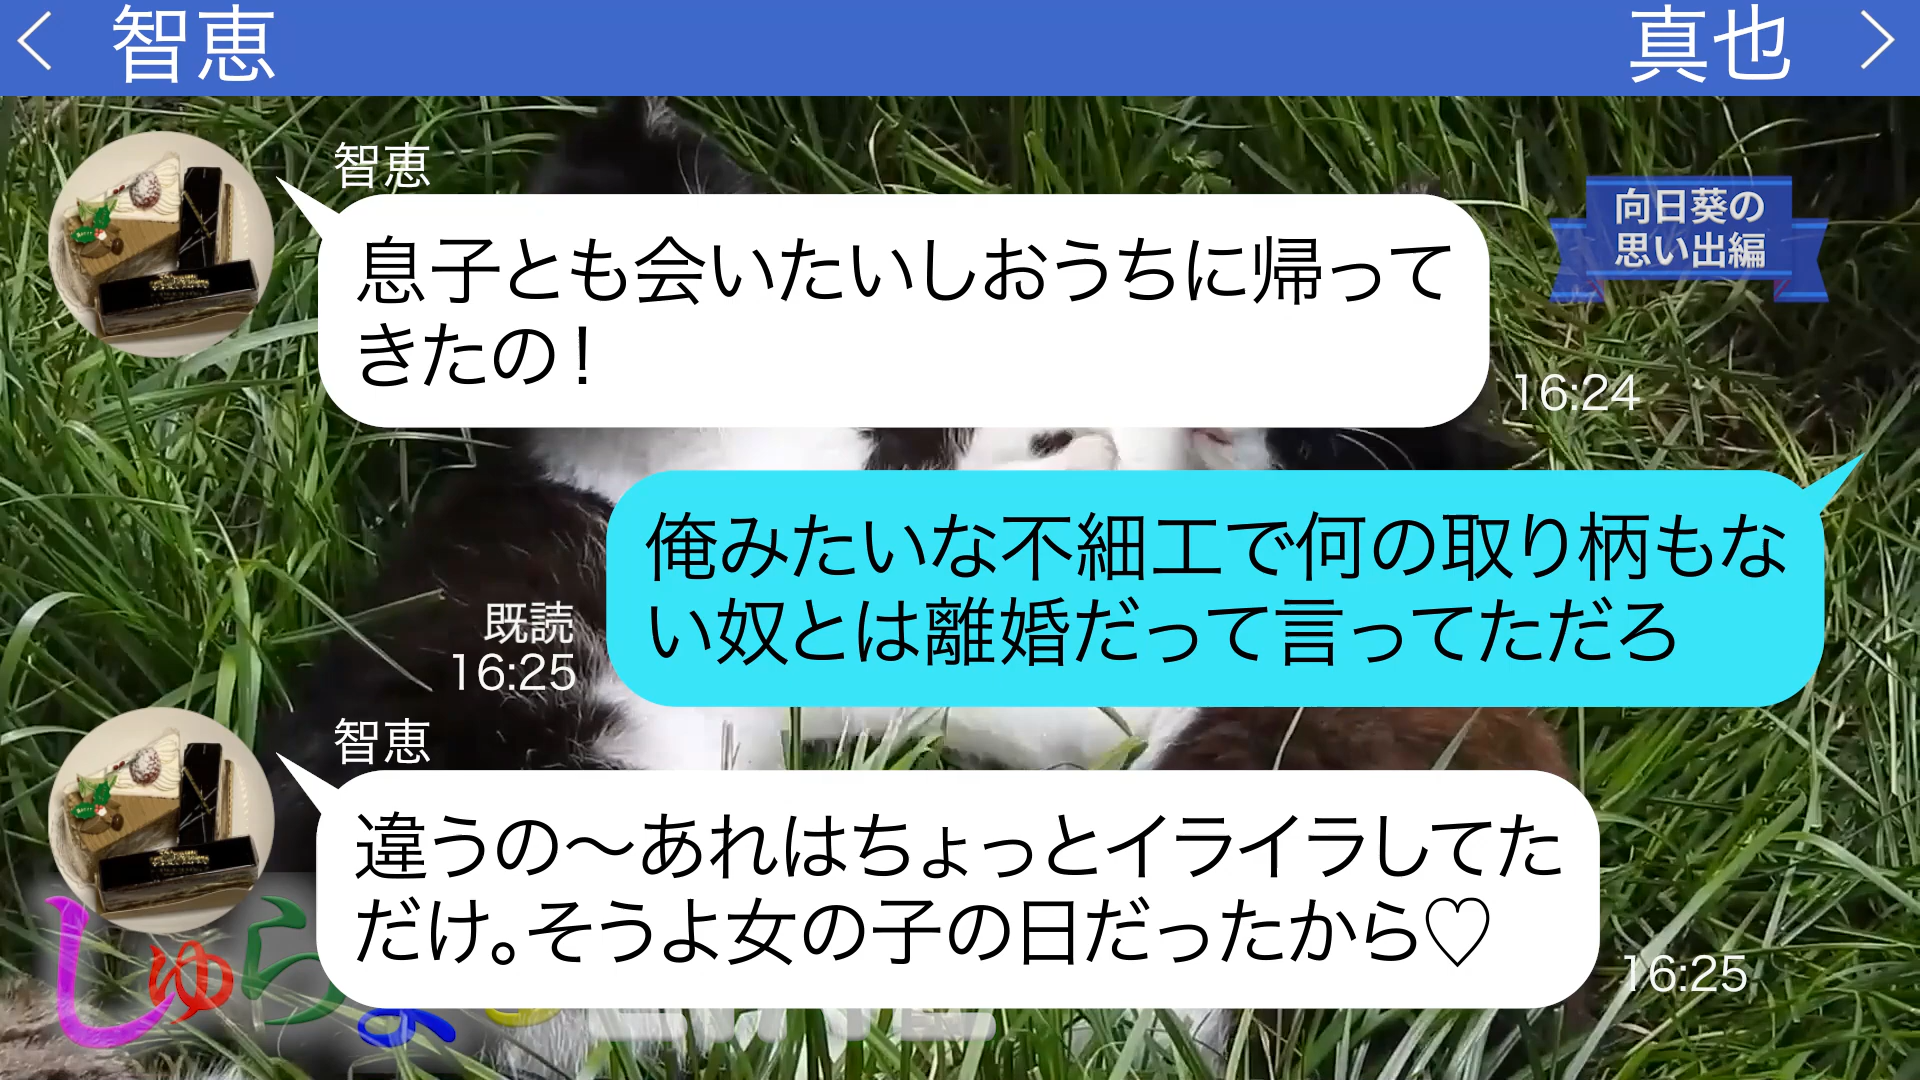 智恵
真也
智恵
向日葵の
思い出編
息子とも会いたいしおうちに帰って
きたの！
16:24
俺みたいな不細工で何の取り柄もな
い奴とは離婚だって言ってただろ
既読
16:25
智恵
違うの～あれはちょっとイライラしてた
だけ。そうよ女の子の日だったから♡
16:25
しゅら